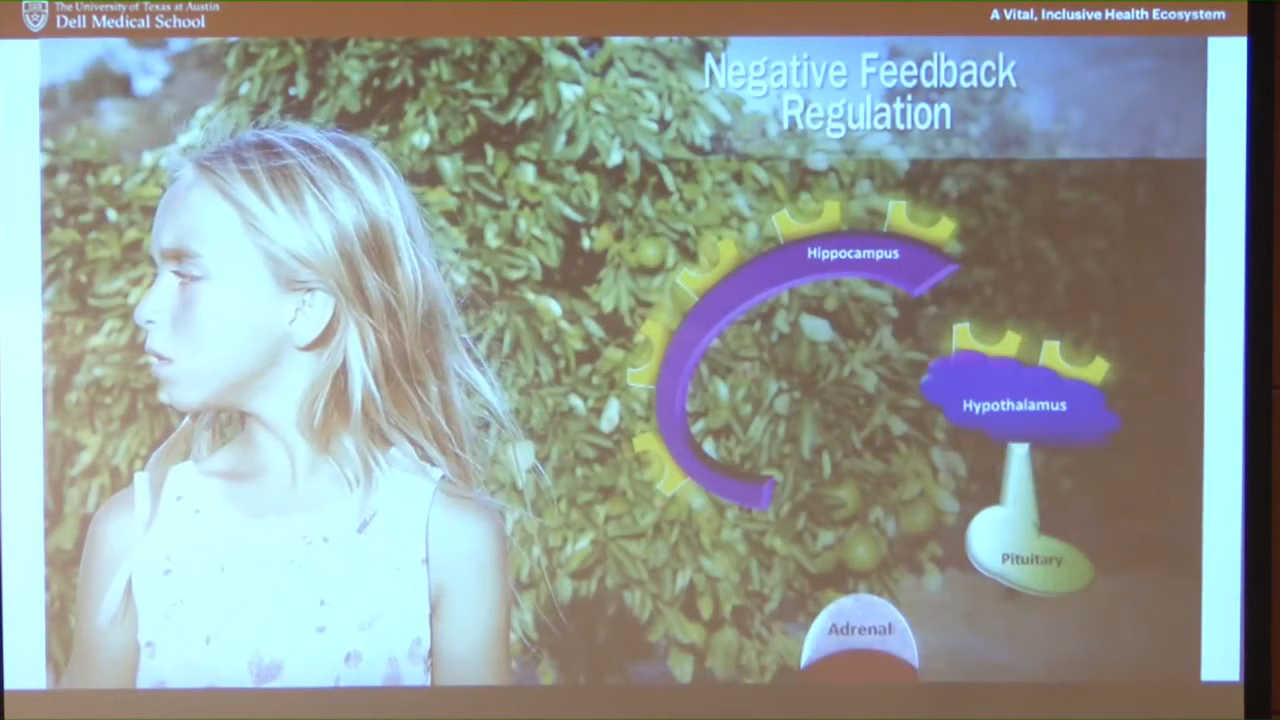 The University of Texas at Austin
Dell Medical School
A Vital, Inclusive Health Ecosystem
Negative Feedback
Regulation
Hippocampus
Hypothalamus
Pituitary
Adrenal